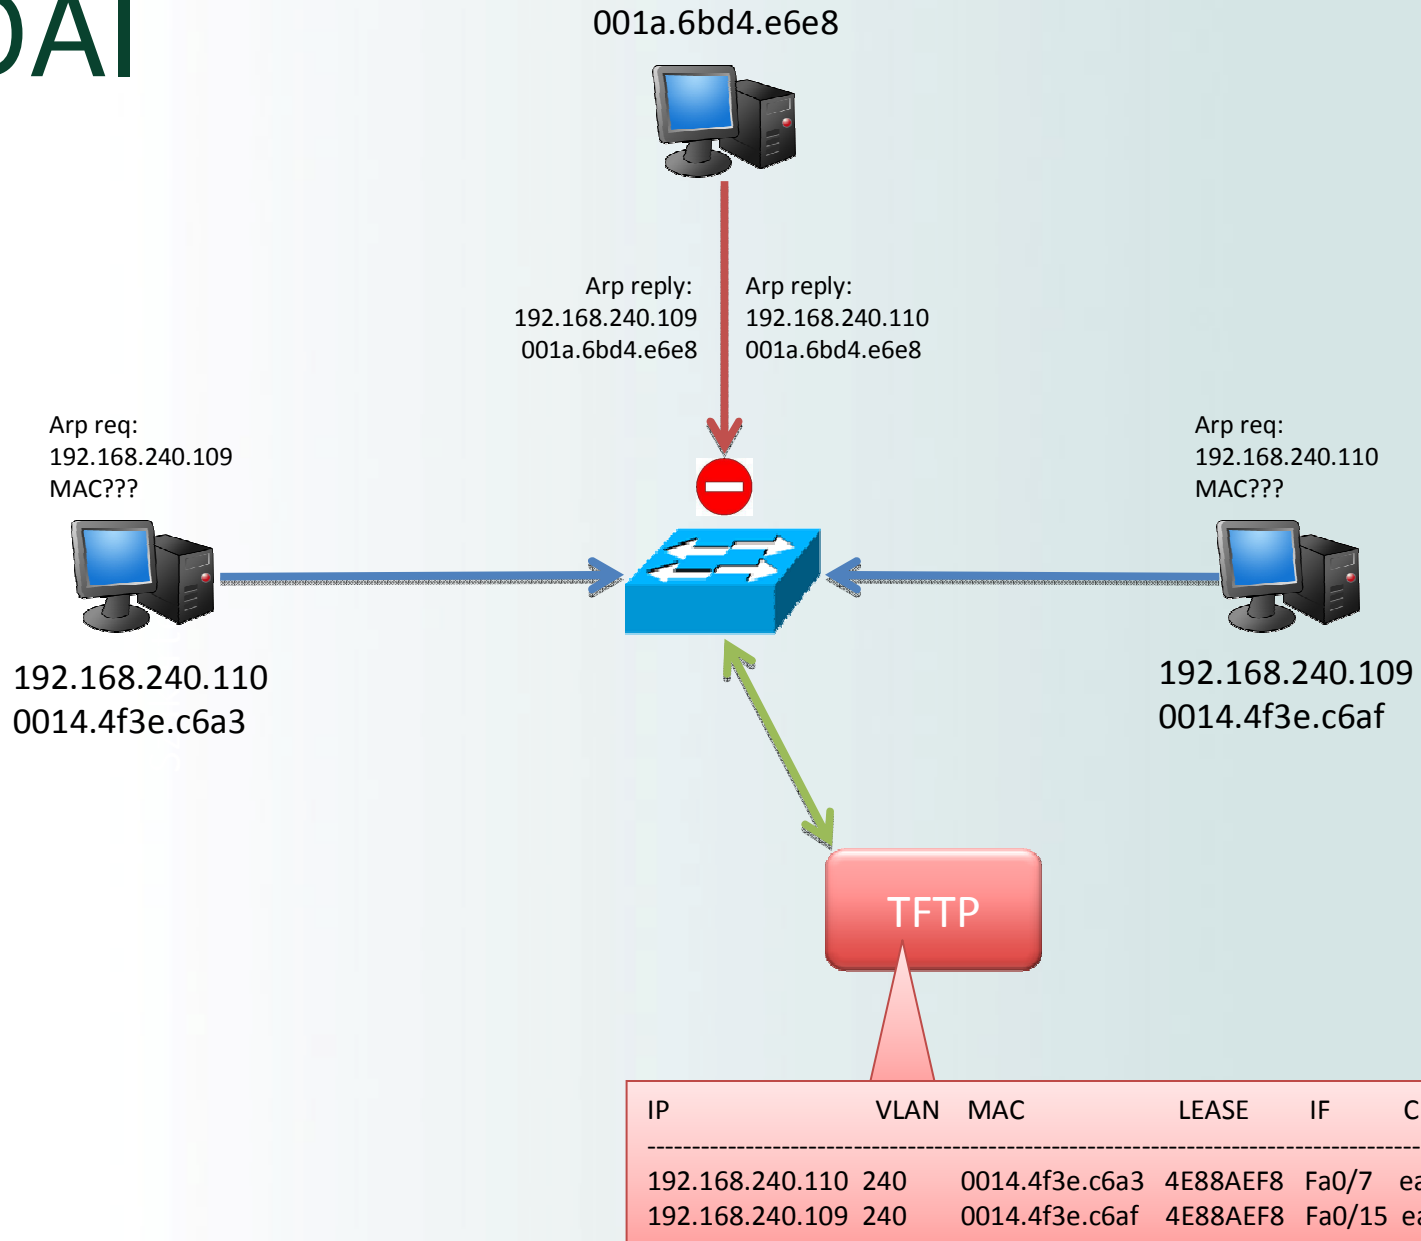 DAI
001a.6bd4.e6e8
Arp reply:
192.168.240.109
001a.6bd4.e6e8
Arp reply:
192.168.240.110
001a.6bd4.e6e8
Arp req:
192.168.240.109
MAC???
Arp req:
192.168.240.110
MAC???
192.168.240.110
0014.4f3e.c6a3
192.168.240.109
0014.4f3e.c6af
TFTP
IP VLAN MAC LEASE IF C
--------------------------------------------------------------------------------
192.168.240.110 240 0014.4f3e.c6a3 4E88AEF8 Fa0/7
192.168.240.109 240 0014.4f3e.c6af 4E88AEF8 Fa0/15